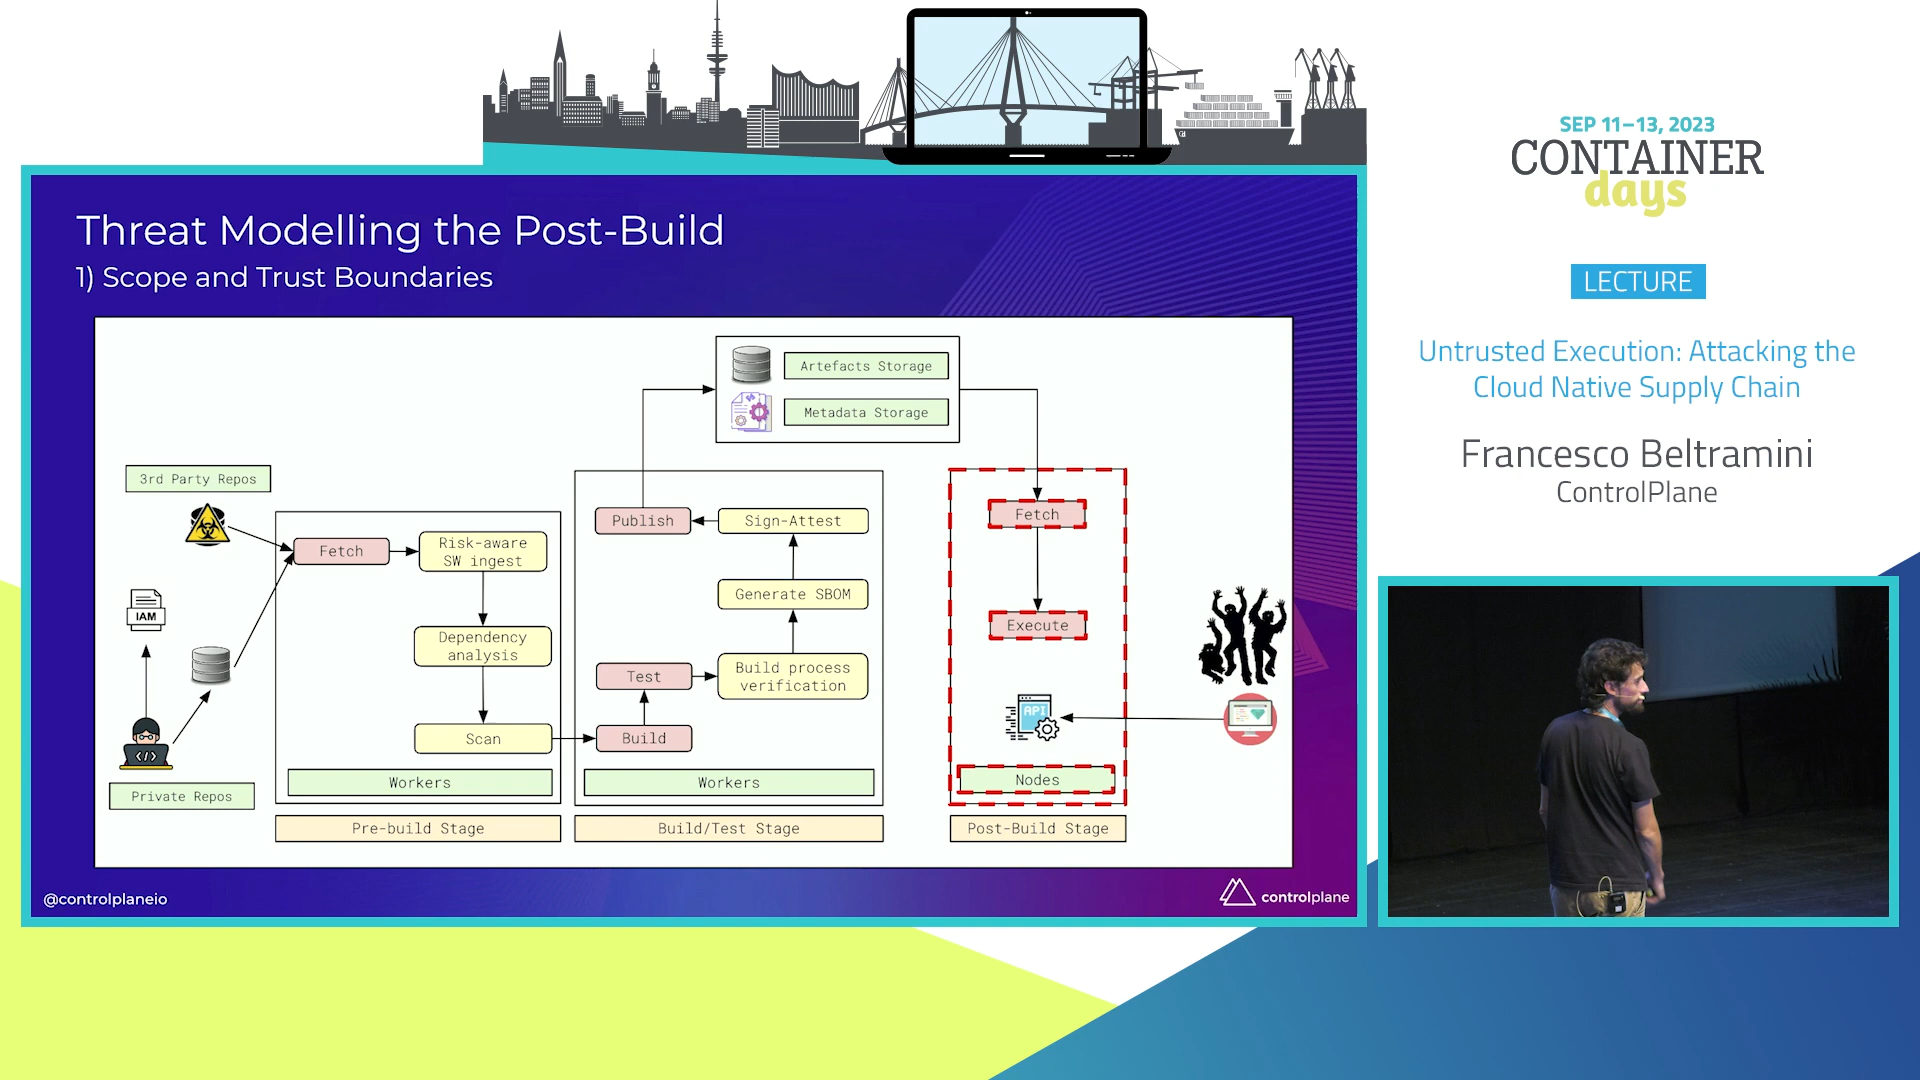 SEP 11–13, 2023
CONTAINER
days
LECTURE
Untrusted Execution: Attacking the
Cloud Native Supply Chain
Francesco Beltramini
ControlPlane
Threat Modelling the Post-Build
1) Scope and Trust Boundaries
Artefacts Storage
Metadata Storage
3rd Party Repos
Fetch
Risk-aware
SW ingest
IAM
Dependency
analysis
Scan
Private Repos
Workers
Pre-build Stage
Publish
Sign-Attest
Generate SBOM
Test
Build process
verification
Build
Workers
Build/Test Stage
Fetch
Execute
API
Nodes
Post-Build Stage
@controlplaneio
controlplane